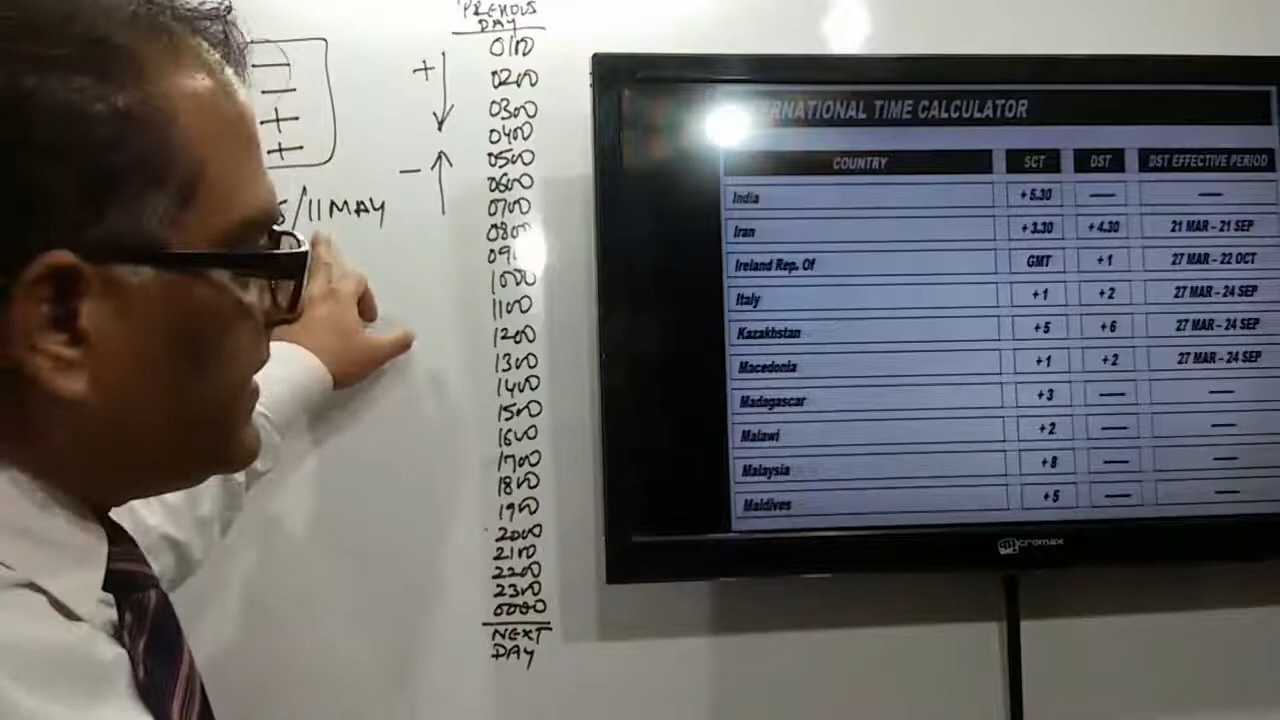 PREVIOUS
DAY
0100
0200
0300
0400
0500
0600
0700
0800
09
1000
1100
1200
1300
1400
1500
1600
1700
1800
1900
2000
2100
2200
2300
0000
NEXT
DAY
+
-
/11 MAY
RNATIONAL TIME CALCULATOR
COUNTRY SCT DST DST EFFECTIVE PERIOD
India +5.30 — —
Iran +3.30 +4.30 21 MAR - 21 SEP
Ireland Rep. Of GMT +1 27 MAR - 22 OCT
Italy +1 +2 27 MAR - 24 SEP
Kazakhstan +5 +6 27 MAR - 24 SEP
Macedonia +1 +2 27 MAR - 24 SEP
Madagascar +3 — —
Malawi +2 — —
Malaysia +8 — —
Maldives +5 — —
micromax